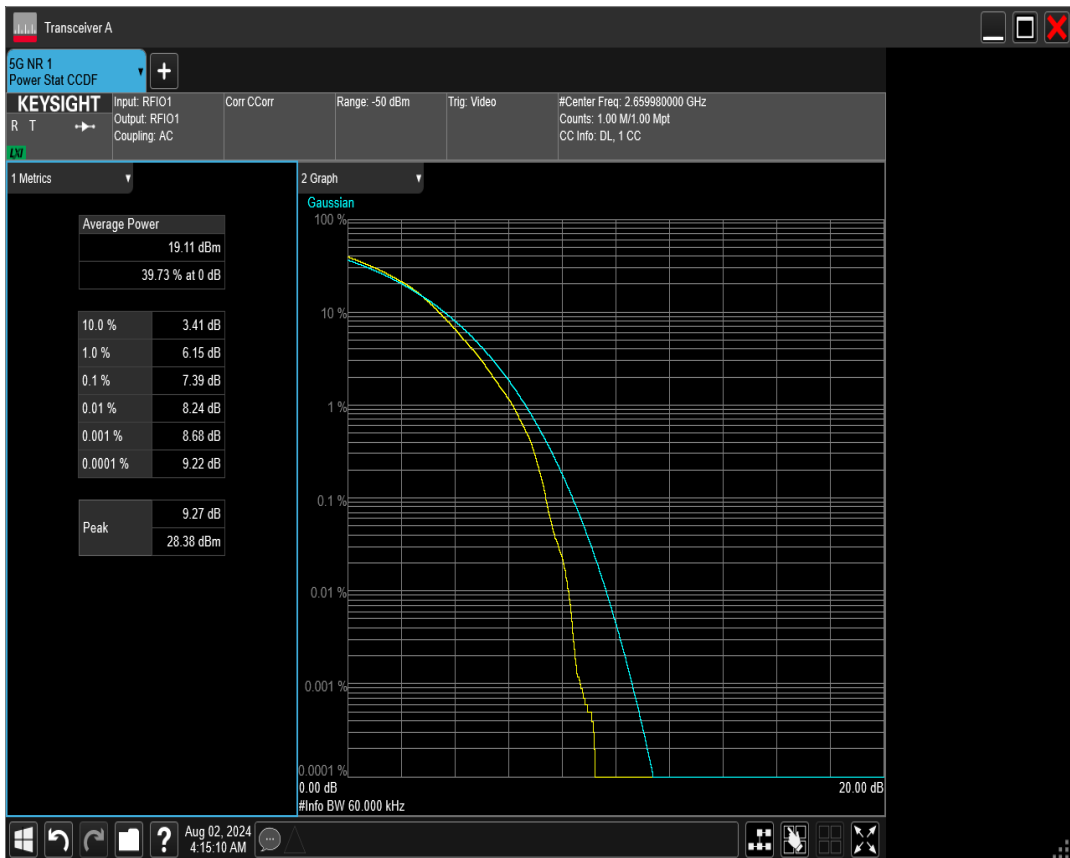 Transceiver A
5G NR 1
Power Stat CCDF
+
KEYSIGHT
R T
LXI
Input: RFIO1
Output: RFIO1
Coupling: AC
Corr CCorr
Range: -50 dBm
Trig: Video
#Center Freq: 2.659980000 GHz
Counts: 1.00 M/1.00 Mpt
CC Info: DL, 1 CC
1 Metrics
Average Power
19.11 dBm
39.73 % at 0 dB
10.0 % 3.41 dB
1.0 % 6.15 dB
0.1 % 7.39 dB
0.01 % 8.24 dB
0.001 % 8.68 dB
0.0001 % 9.22 dB
Peak
9.27 dB
28.38 dBm
2 Graph
Gaussian
100 %
10 %
1 %
0.1 %
0.01 %
0.001 %
0.0001 %
0.00 dB 20.00 dB
#Info BW 60.000 kHz
?
Aug 02, 2024
4:15:10 AM